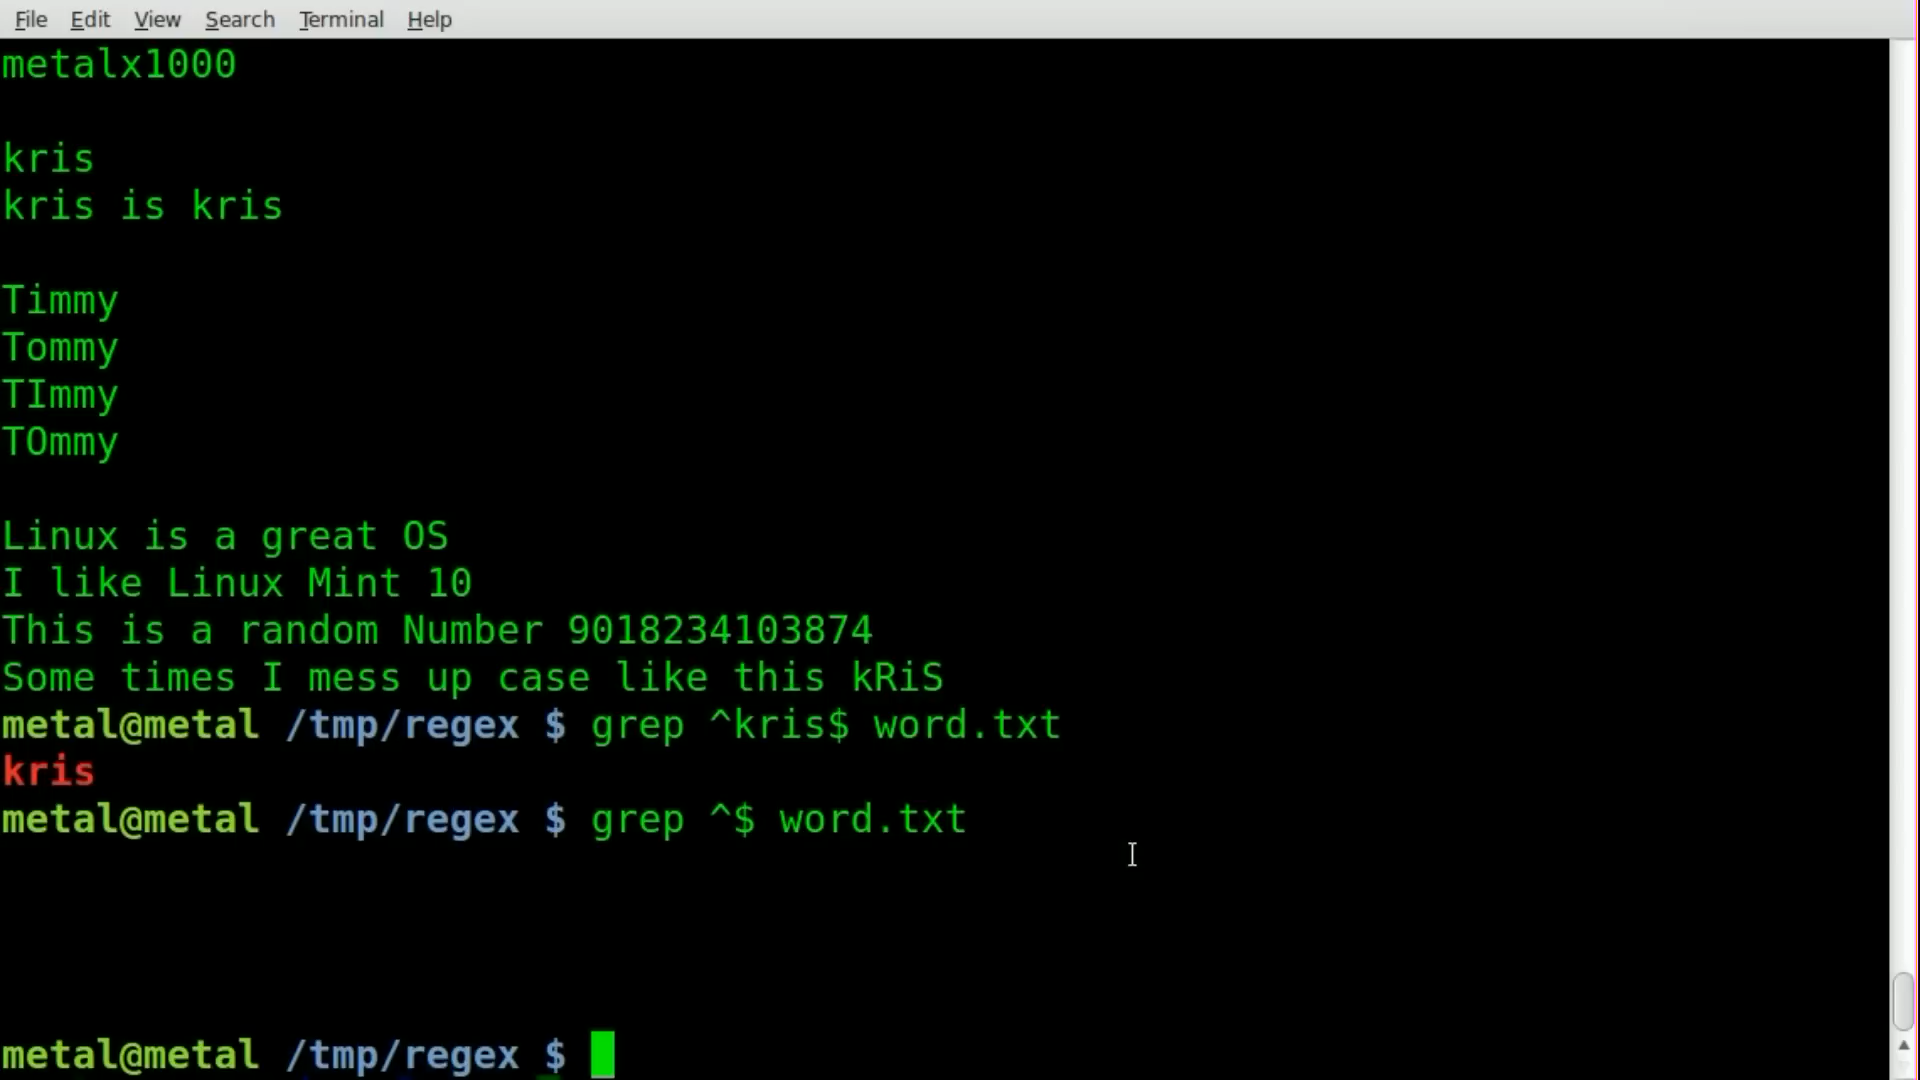 File Edit View Search Terminal Help
metalx1000
kris
kris is kris
Timmy
Tommy
TImmy
TOmmy
Linux is a great OS
I like Linux Mint 10
This is a random Number 9018234103874
Some times I mess up case like this kRiS
metal@metal /tmp/regex $ grep ^kris$ word.txt
kris
metal@metal /tmp/regex $ grep ^$ word.txt
metal@metal /tmp/regex $